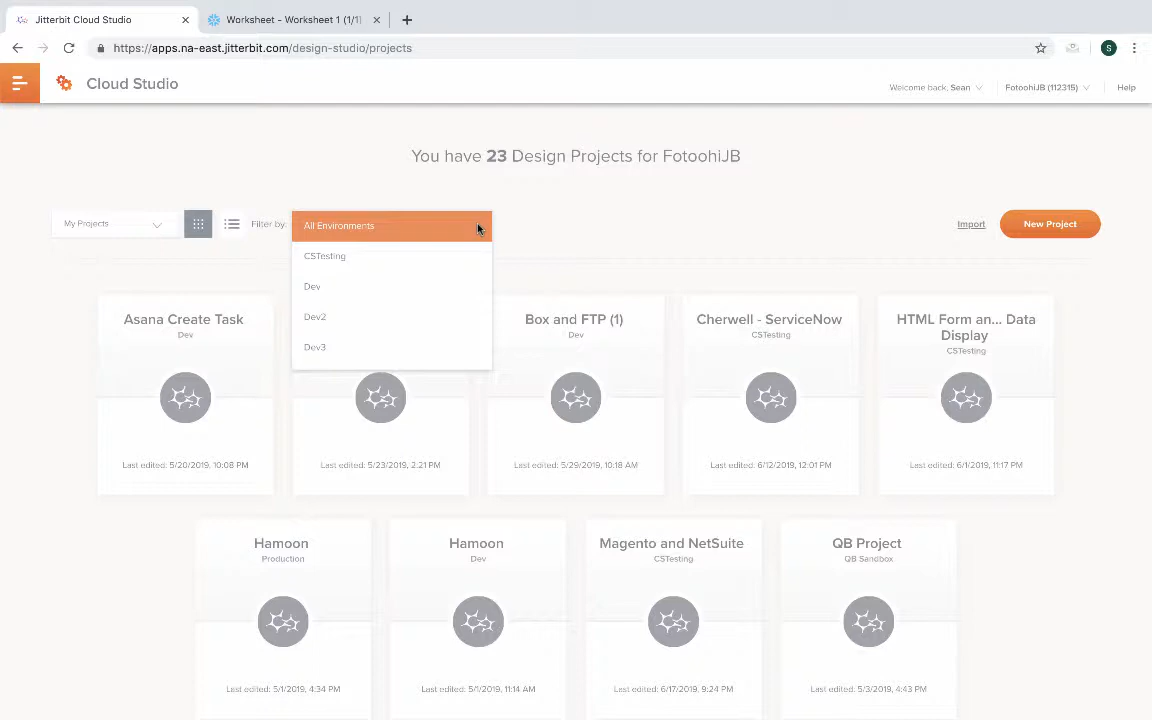 Jitterbit Cloud Studio
Worksheet - Worksheet 1 (1/1)
https://apps.na-east.jitterbit.com/design-studio/projects
S
Cloud Studio
Welcome back, Sean
FotoohiJB (112315)
Help
You have 23 Design Projects for FotoohiJB
My Projects
Filter by:
All Environments
Import
New Project
CSTesting
Dev
Dev2
Dev3
Asana Create Task
Dev
Last edited: 5/20/2019, 10:08 PM
Last edited: 5/23/2019, 2:21 PM
Box and FTP (1)
Dev
Last edited: 5/29/2019, 10:18 AM
Cherwell - ServiceNow
CSTesting
Last edited: 6/12/2019, 12:01 PM
HTML Form an... Data
Display
CSTesting
Last edited: 6/1/2019, 11:17 PM
Hamoon
Production
Last edited: 5/1/2019, 4:34 PM
Hamoon
Dev
Last edited: 5/1/2019, 11:14 AM
Magento and NetSuite
CSTesting
Last edited: 6/17/2019, 9:24 PM
QB Project
QB Sandbox
Last edited: 5/3/2019, 4:43 PM